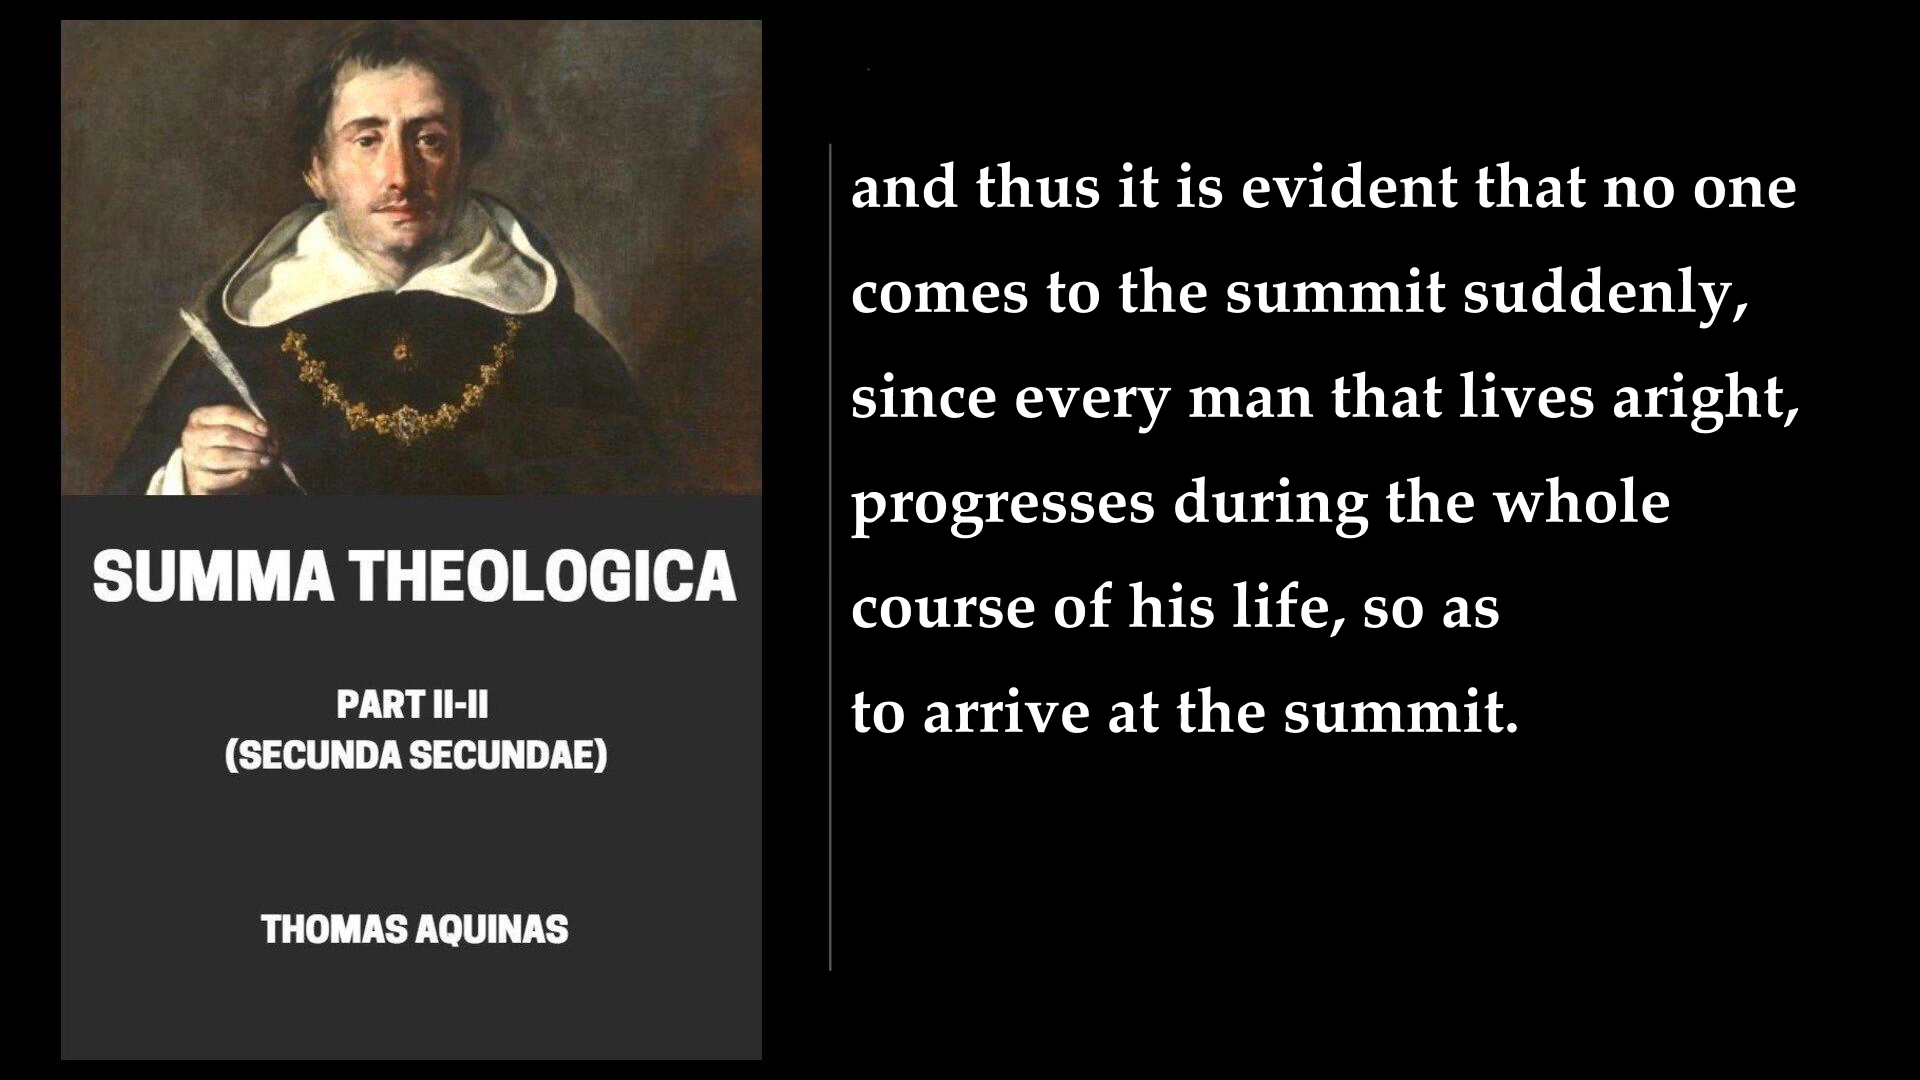 SUMMA THEOLOGICA
PART II-II
(SECUNDA SECUNDAE)
THOMAS AQUINAS
and thus it is evident that no one
comes to the summit suddenly,
since every man that lives aright,
progresses during the whole
course of his life, so as
to arrive at the summit.